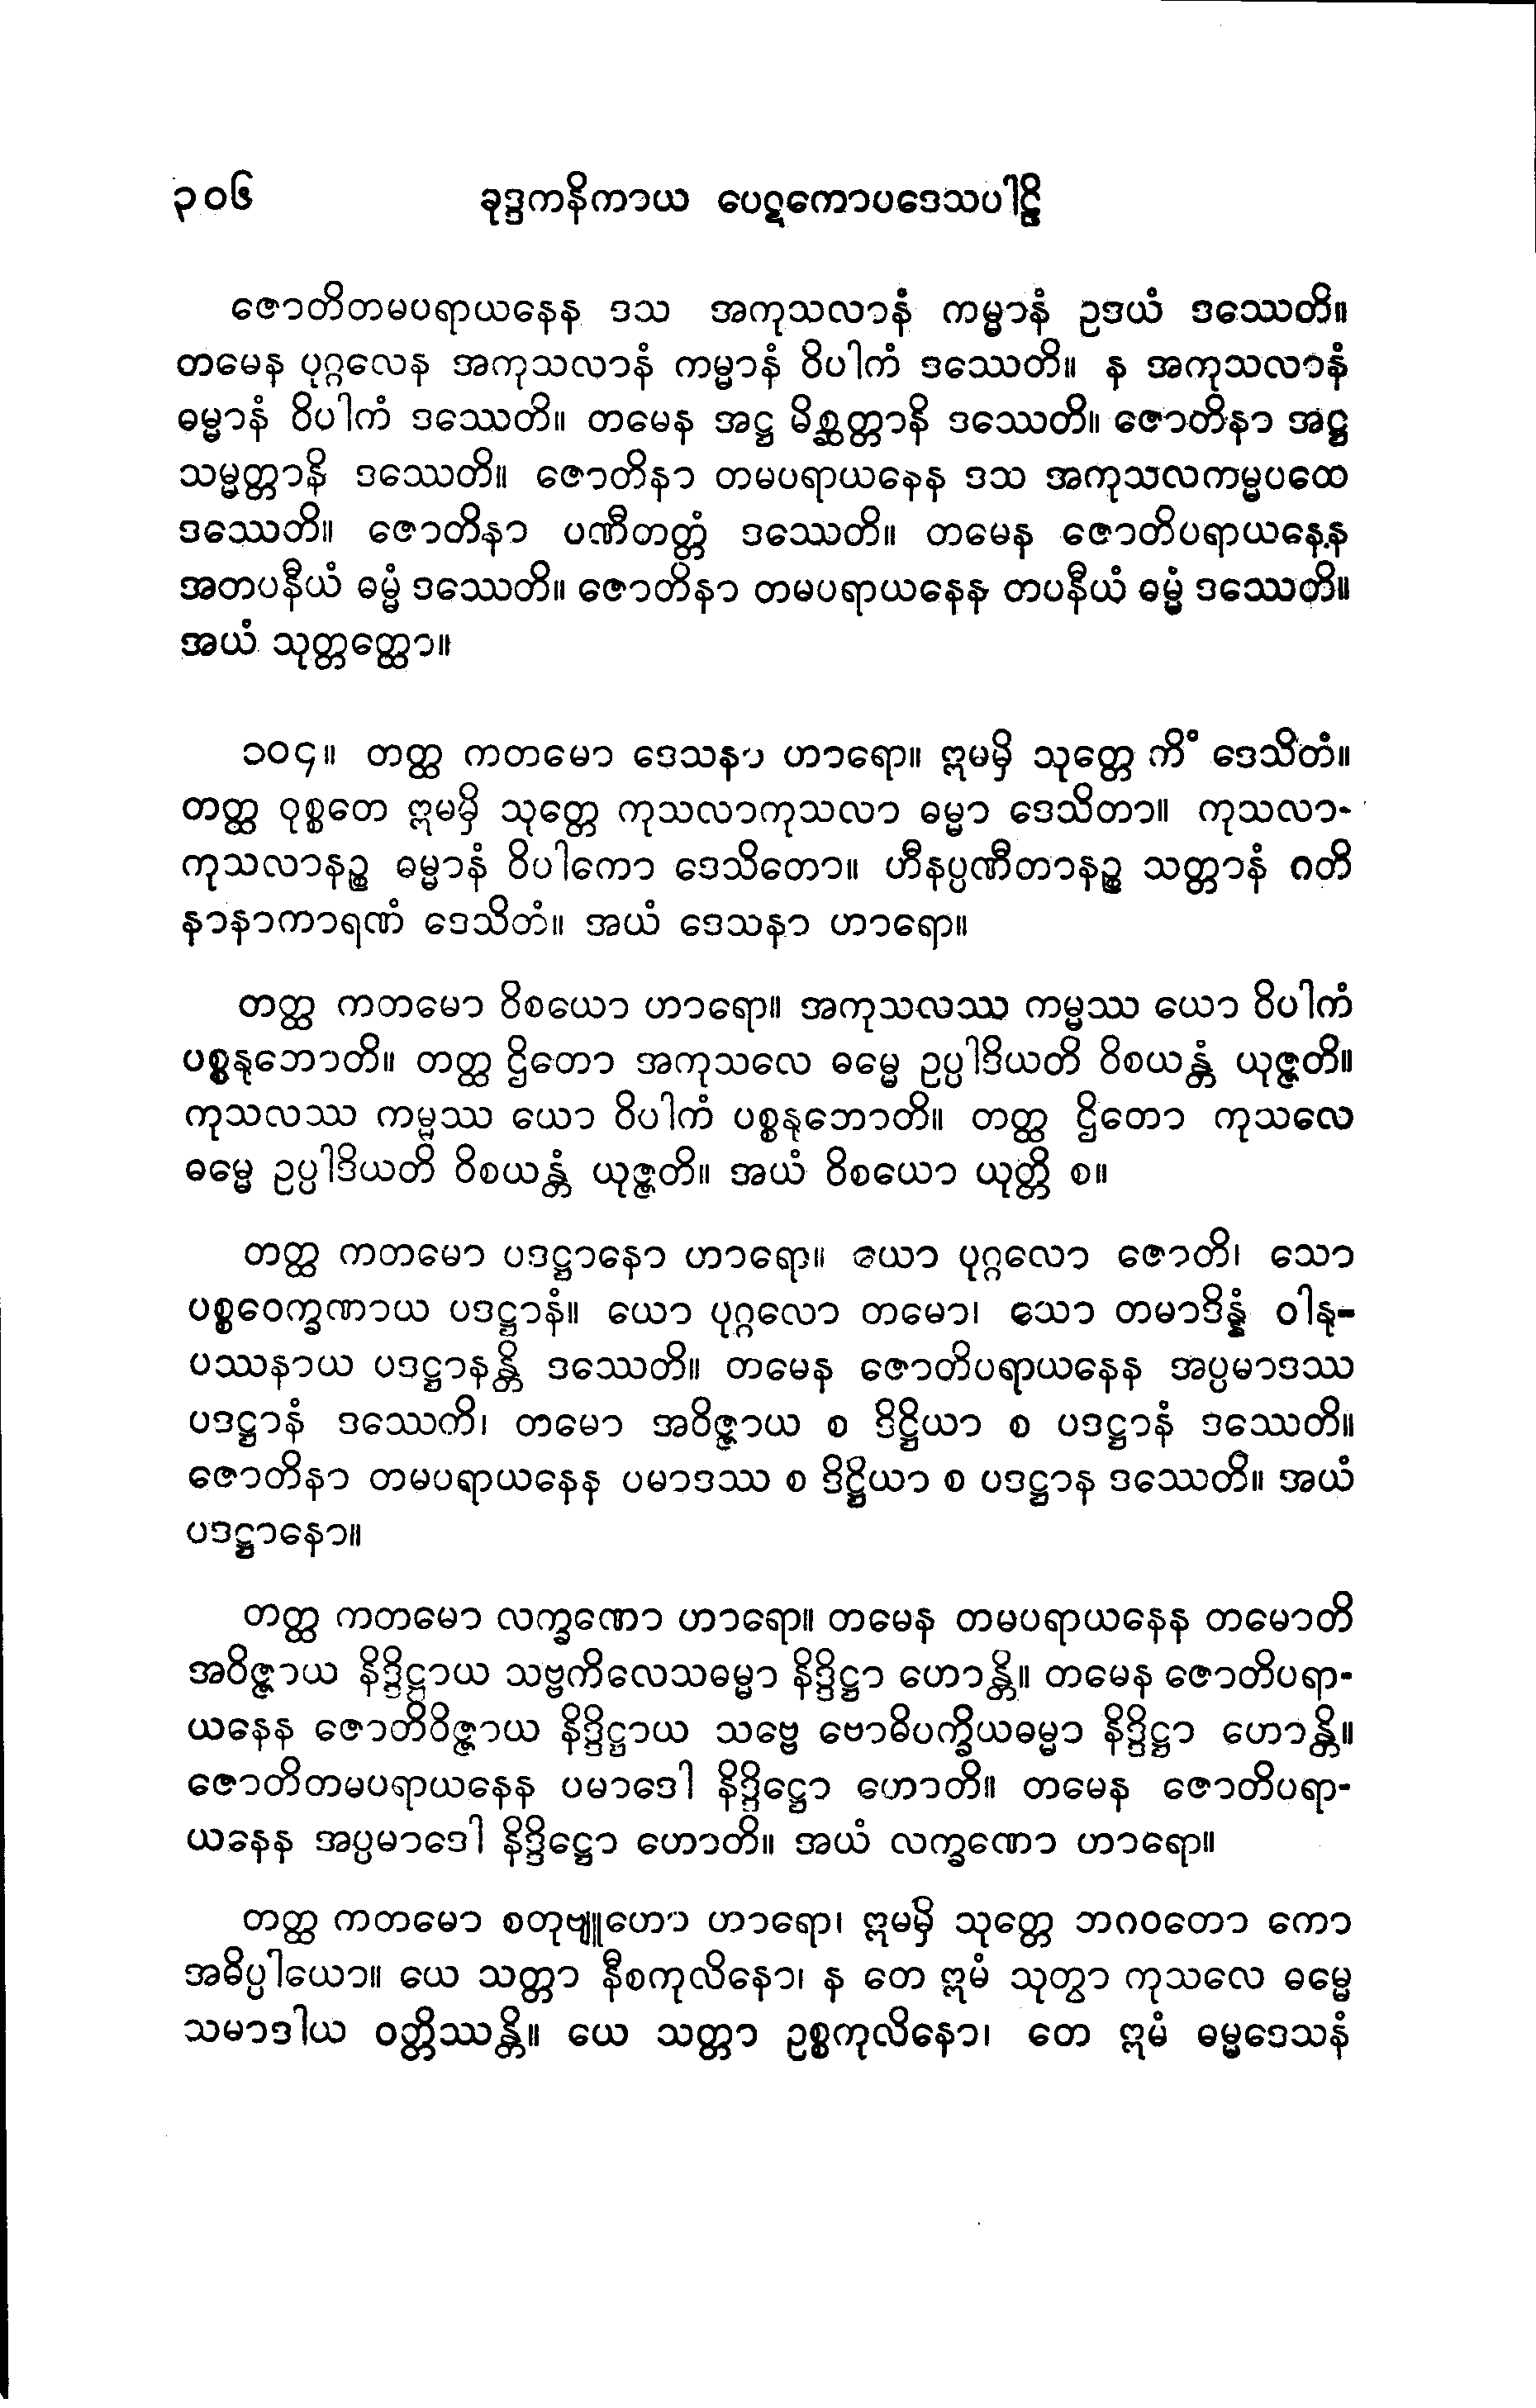 ၃၀၆ ခုဒ္ဒကနိကာယ ပေဋကောပဒေသပါဠိ
ဇောတိတမပရာယနေန ဒသ အကုသလာနံ ကမ္မာနံ ဥဒယံ ဒဿေတိ။
တမေန ပုဂ္ဂလေန အကုသလာနံ ကမ္မာနံ ဝိပါကံ ဒဿေတိ။ န အကုသလာနံ
ဓမ္မာနံ ဝိပါကံ ဒဿေတိ။ တမေန အဋ္ဌ မိစ္ဆတ္တာနိ ဒဿေတိ။ ဇောတိနာ အဋ္ဌ
သမ္မတ္တာနိ ဒဿေတိ။ ဇောတိနာ တမပရာယနေန ဒသ အကုသလကမ္မပထေ
ဒဿေတိ။ ဇောတိနာ ပဏီတတ္တံ ဒဿေတိ။ တမေန ဇောတိပရာယနေန
အတပနီယံ ဓမ္မံ ဒဿေတိ။ ဇောတိနာ တမပရာယနေန တပနီယံ ဓမ္မံ ဒဿေတိ။
အယံ သုတ္တတ္ထော။
၁၀၄။ တတ္ထ ကတမော ဒေသနာ ဟာရော။ ဣမမှိ သုတ္တေ ကိံ ဒေသိတံ။
တတ္ထ ဝုစ္စတေ ဣမမှိ သုတ္တေ ကုသလာကုသလာ ဓမ္မာ ဒေသိတာ။ ကုသလာ-
ကုသလာနဉ္စ ဓမ္မာနံ ဝိပါကော ဒေသိတော။ ဟီနပ္ပဏီတာနဉ္စ သတ္တာနံ ဂတိ
နာနာကာရဏံ ဒေသိတံ။ အယံ ဒေသနာ ဟာရော။
တတ္ထ ကတမော ဝိစယော ဟာရော။ အကုသလဿ ကမ္မဿ ယော ဝိပါကံ
ပစ္စနုဘောတိ။ တတ္ထ ဌိတော အကုသလေ ဓမ္မေ ဥပ္ပါဒိယတိ ဝိစယန္တံ ယုဇ္ဇတိ။
ကုသလဿ ကမ္မဿ ယော ဝိပါကံ ပစ္စနုဘောတိ။ တတ္ထ ဌိတော ကုသလေ
ဓမ္မေ ဥပ္ပါဒိယတိ ဝိစယန္တံ ယုဇ္ဇတိ။ အယံ ဝိစယော ယုတ္တိ စ။
တတ္ထ ကတမော ပဒဋ္ဌာနော ဟာရော။ ယော ပုဂ္ဂလော ဇောတိ၊ သော
ပစ္စဝေက္ခဏာယ ပဒဋ္ဌာနံ။ ယော ပုဂ္ဂလော တမော၊ သော တမာဒိန္နံ ဝါနု-
ပဿနာယ ပဒဋ္ဌာနန္တိ ဒဿေတိ။ တမေန ဇောတိပရာယနေန အပ္ပမာဒဿ
ပဒဋ္ဌာနံ ဒဿေတိ၊ တမော အဝိဇ္ဇာယ စ ဒိဋ္ဌိယာ စ ပဒဋ္ဌာနံ ဒဿေတိ။
ဇောတိနာ တမပရာယနေန ပမာဒဿ စ ဒိဋ္ဌိယာ စ ပဒဋ္ဌာန ဒဿေတိ။ အယံ
ပဒဋ္ဌာနော။
တတ္ထ ကတမော လက္ခဏော ဟာရော။ တမေန တမပရာယနေန တမောတိ
အဝိဇ္ဇာယ နိဒ္ဒိဋ္ဌာယ သဗ္ဗကိလေသဓမ္မာ နိဒ္ဒိဋ္ဌာ ဟောန္တိ။ တမေန ဇောတိပရာ-
ယနေန ဇောတိဝိဇ္ဇာယ နိဒ္ဒိဋ္ဌာယ သဗ္ဗေ ဗောဓိပက္ခိယဓမ္မာ နိဒ္ဒိဋ္ဌာ ဟောန္တိ။
ဇောတိတမပရာယနေန ပမာဒေါ နိဒ္ဒိဋ္ဌော ဟောတိ။ တမေန ဇောတိပရာ-
ယနေန အပ္ပမာဒေါ နိဒ္ဒိဋ္ဌော ဟောတိ။ အယံ လက္ခဏော ဟာရော။
တတ္ထ ကတမော စတုဗျူဟော ဟာရော၊ ဣမမှိ သုတ္တေ ဘဂဝတော ကော
အဓိပ္ပါယော။ ယေ သတ္တာ နီစကုလိနော၊ န တေ ဣမံ သုတွာ ကုသလေ ဓမ္မေ
သမာဒါယ ဝတ္တိဿန္တိ။ ယေ သတ္တာ ဥစ္စကုလိနော၊ တေ ဣမံ ဓမ္မဒေသနံ